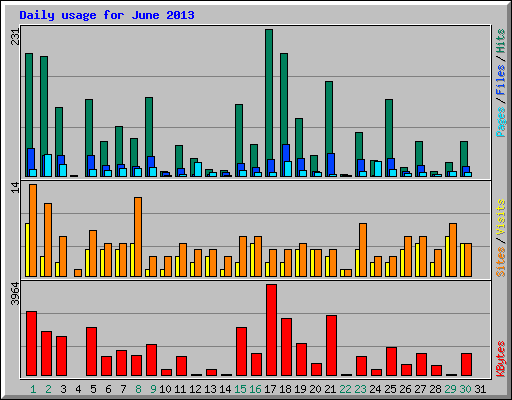 Daily usage for June 2013
231
Pages / Files / Hits
14
Sites / Visits
3964
KBytes
1 2 3 4 5 6 7 8 9 10 11 12 13 14 15 16 17 18 19 20 21 22 23 24 25 26 27 28 29 30 31